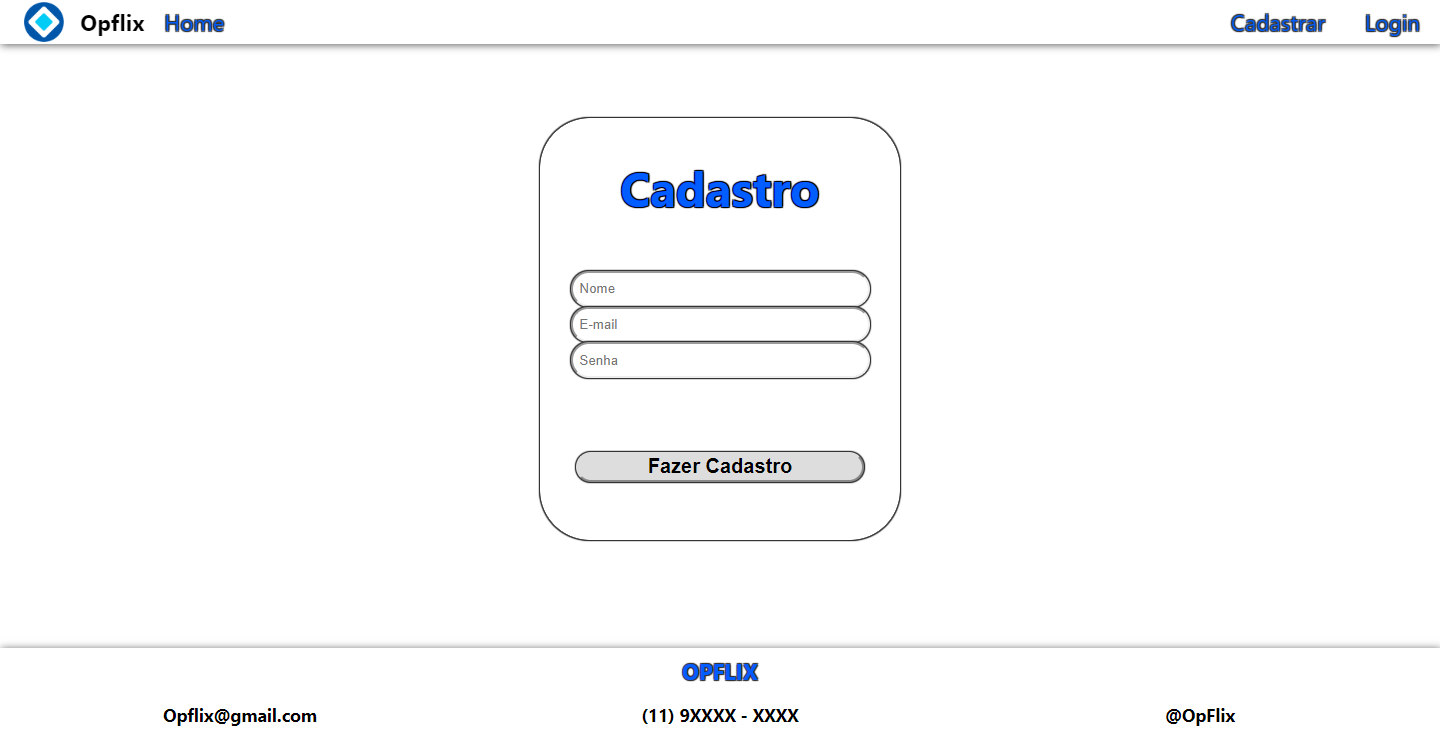 Opflix Home Cadastrar Login
Cadastro
Nome
E-mail
Senha
Fazer Cadastro
OPFLIX
Opflix@gmail.com (11) 9XXXX - XXXX @OpFlix